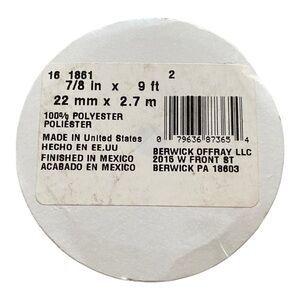 16 1861 2
7/8 in x 9 ft
22 mm x 2.7 m
100% POLYESTER
POLIÉSTER
MADE IN United States
HECHO EN EE.UU
FINISHED IN MEXICO
ACABADO EN MEXICO
0 79636 87365 4
BERWICK OFFRAY LLC
2015 W FRONT ST
BERWICK PA 18603